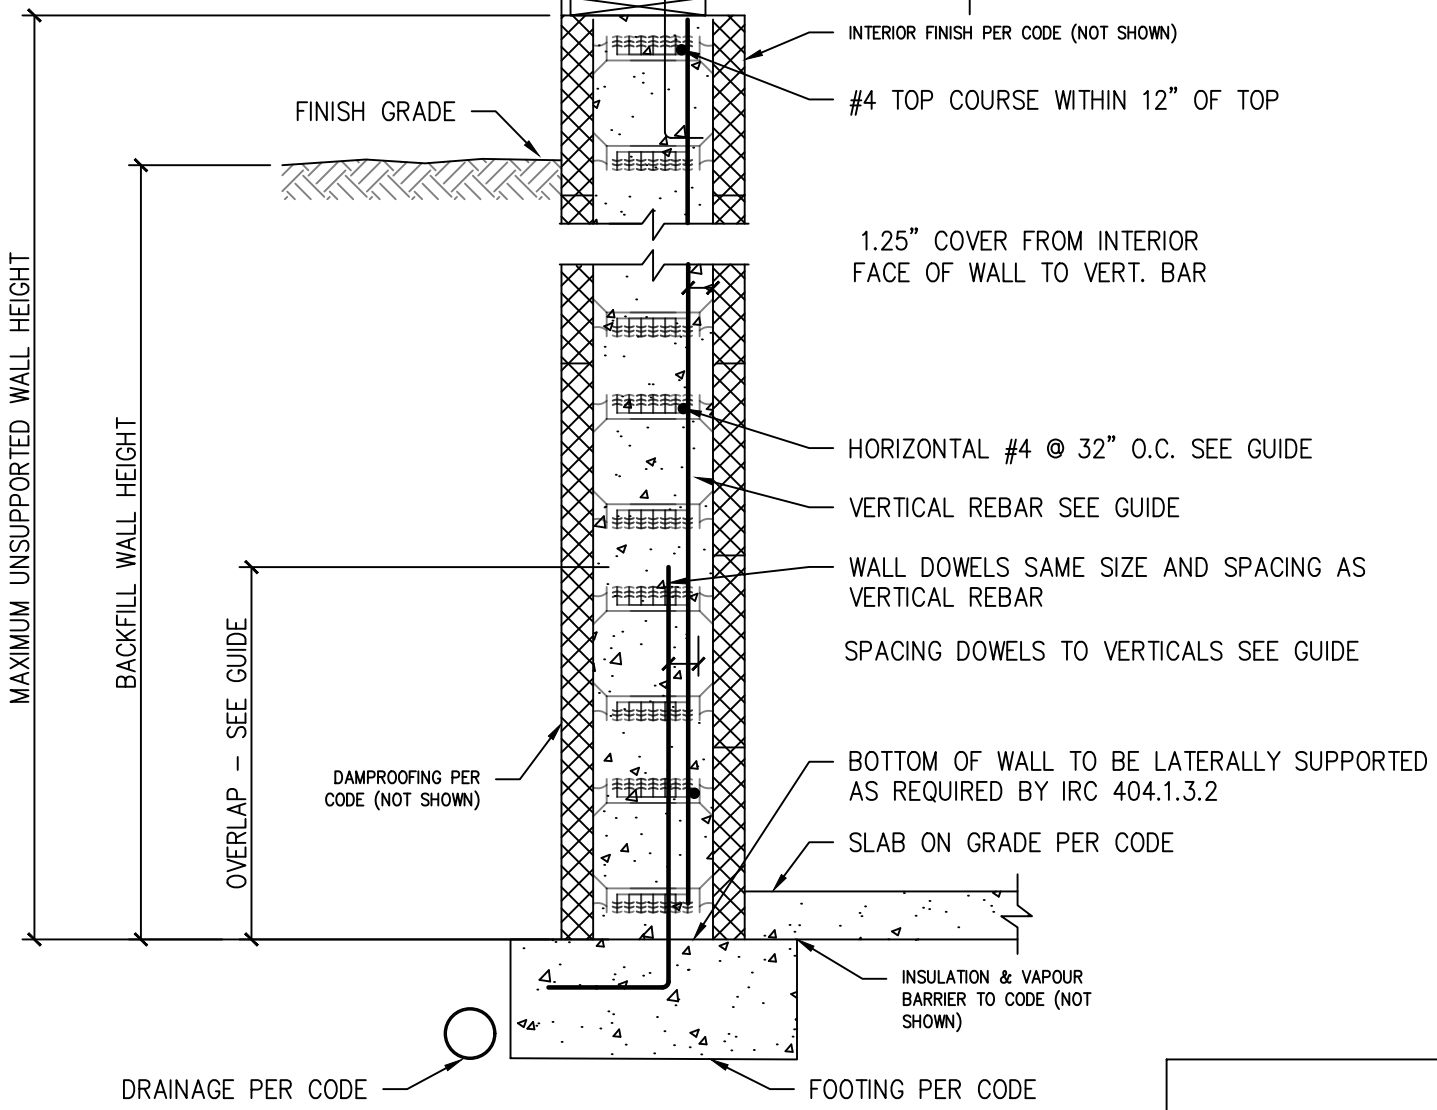 INTERIOR FINISH PER CODE (NOT SHOWN)
#4 TOP COURSE WITHIN 12" OF TOP
FINISH GRADE
1.25" COVER FROM INTERIOR
FACE OF WALL TO VERT. BAR
MAXIMUM UNSUPPORTED WALL HEIGHT
BACKFILL WALL HEIGHT
OVERLAP - SEE GUIDE
HORIZONTAL #4 @ 32" O.C. SEE GUIDE
VERTICAL REBAR SEE GUIDE
WALL DOWELS SAME SIZE AND SPACING AS
VERTICAL REBAR
SPACING DOWELS TO VERTICALS SEE GUIDE
DAMPROOFING PER
CODE (NOT SHOWN)
BOTTOM OF WALL TO BE LATERALLY SUPPORTED
AS REQUIRED BY IRC 404.1.3.2
SLAB ON GRADE PER CODE
INSULATION & VAPOUR
BARRIER TO CODE (NOT
SHOWN)
DRAINAGE PER CODE
FOOTING PER CODE